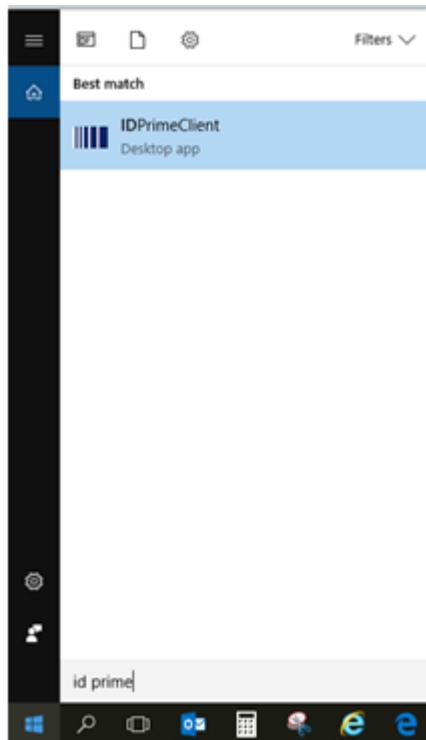 Filters
Best match
IDPrimeClient
Desktop app
id prime